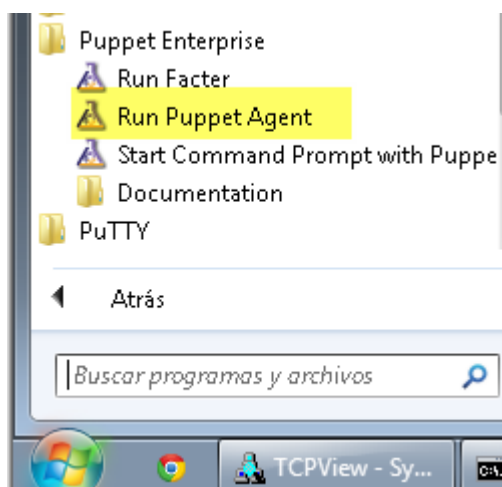 Puppet Enterprise
Run Facter
Run Puppet Agent
Start Command Prompt with Puppe
Documentation
PuTTY
Atrás
Buscar programas y archivos
TCPView - Sy...
C:\.